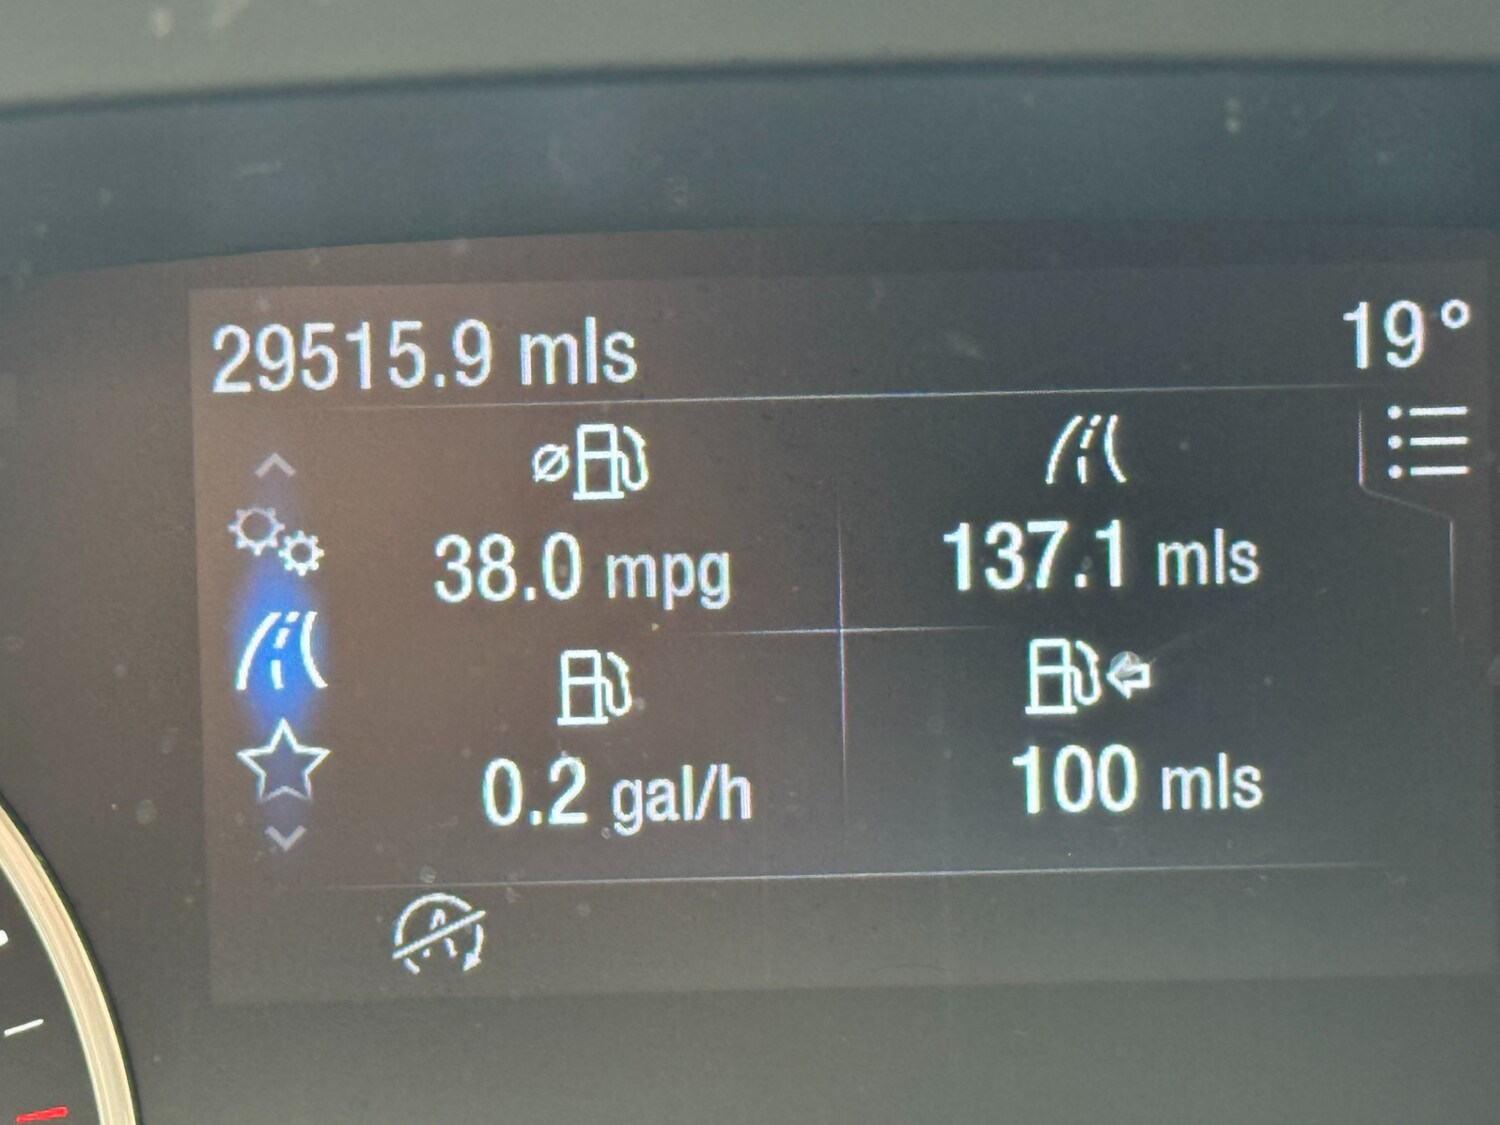 29515.9 mls 19°
38.0 mpg 137.1 mls
0.2 gal/h 100 mls